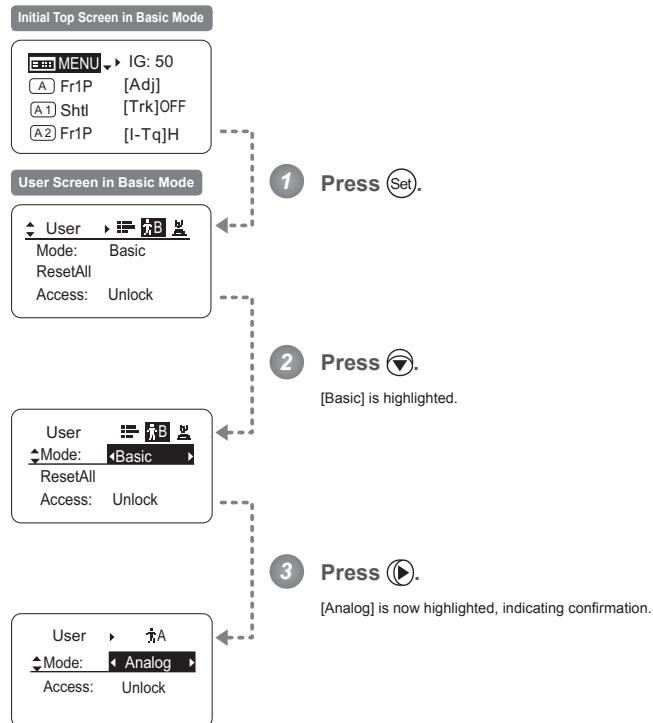 Initial Top Screen in Basic Mode
MENU IG: 50
A Fr1P [Adj]
A1 Shtl [Trk]OFF
A2 Fr1P [I-Tq]H
1 Press Set.
User Screen in Basic Mode
User B
Mode: Basic
ResetAll
Access: Unlock
2 Press .
[Basic] is highlighted.
User B
Mode: Basic
ResetAll
Access: Unlock
3 Press .
[Analog] is now highlighted, indicating confirmation.
User A
Mode: Analog
Access: Unlock